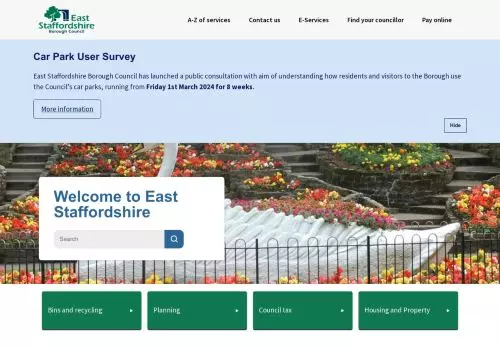 East
Staffordshire
Borough Council
A-Z of services Contact us E-Services Find your councillor Pay online
Car Park User Survey
East Staffordshire Borough Council has launched a public consultation with aim of understanding how residents and visitors to the Borough use
the Council's car parks, running from Friday 1st March 2024 for 8 weeks.
More information
Hide
Welcome to East
Staffordshire
Search
Bins and recycling Planning Council tax Housing and Property